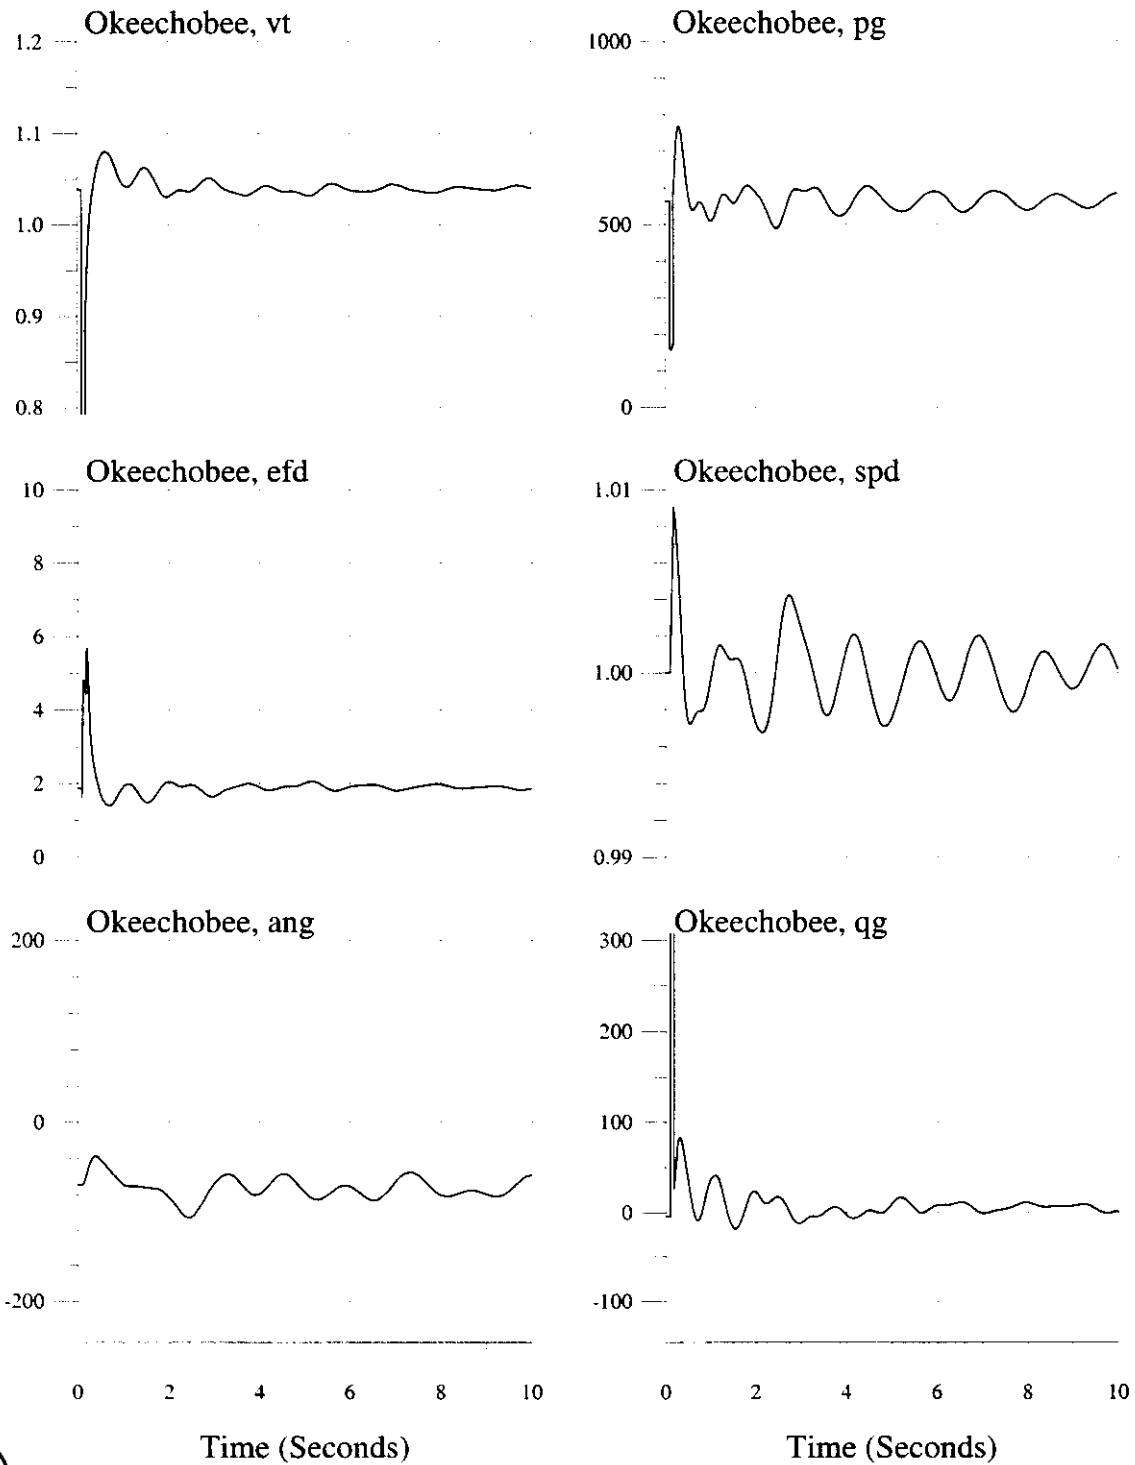 Okeechobee, vt
1.2
1.1
1.0
0.9
0.8
Okeechobee, pg
1000
500
0
Okeechobee, efd
10
8
6
4
2
0
Okeechobee, spd
1.01
1.00
0.99
Okeechobee, ang
200
0
-200
0 2 4 6 8 10
Time (Seconds)
Okeechobee, qg
300
200
100
0
-100
0 2 4 6 8 10
Time (Seconds)